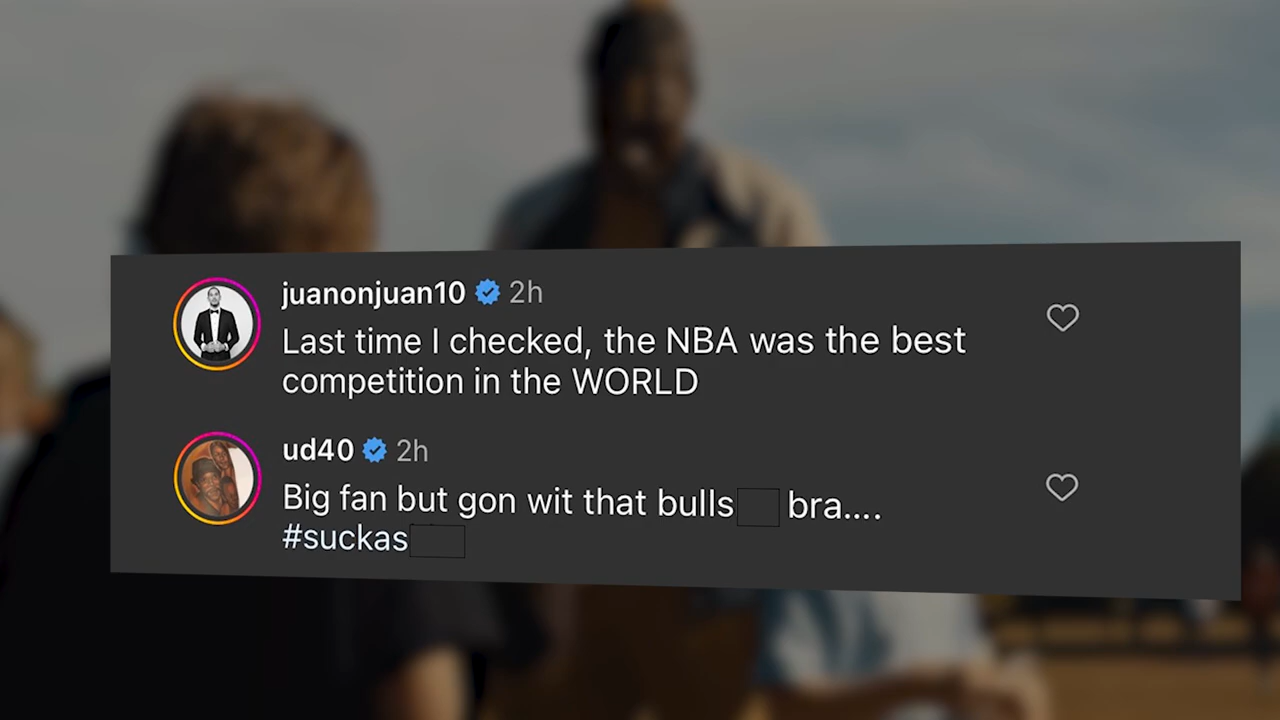 juanonjuan10 2h
Last time I checked, the NBA was the best
competition in the WORLD
ud40 2h
Big fan but gon wit that bulls bra....
#suckas